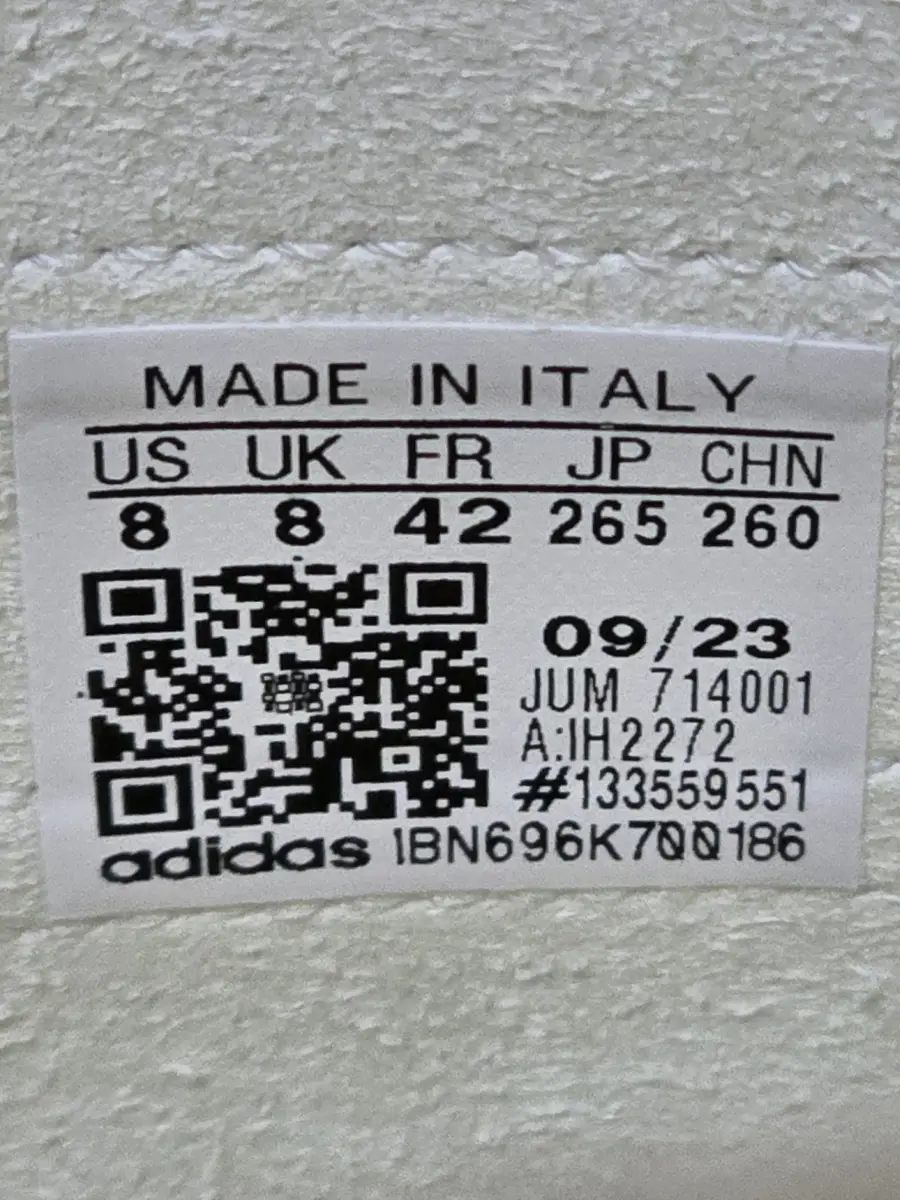 MADE IN ITALY
US UK FR JP CHN
8 8 42 265 260
09/23
JUM 714001
A:IH2272
#133559551
adidas 1BN696K700186